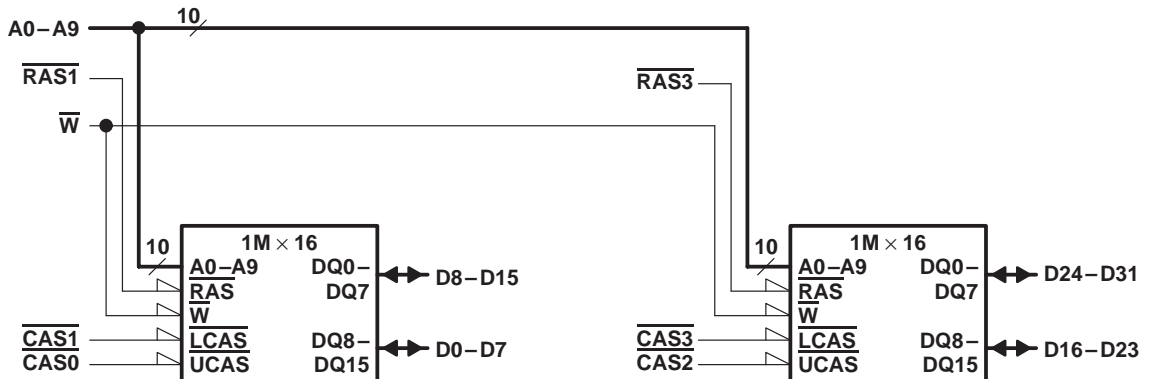 10
A0–A9
RAS1
RAS3
W
1M × 16
10
A0–A9
DQ0–
DQ7
D8–D15
RAS
W
CAS1
LCAS
DQ8–
DQ15
D0–D7
CAS0
UCAS
1M × 16
10
A0–A9
DQ0–
DQ7
D24–D31
RAS
W
CAS3
LCAS
DQ8–
DQ15
D16–D23
CAS2
UCAS